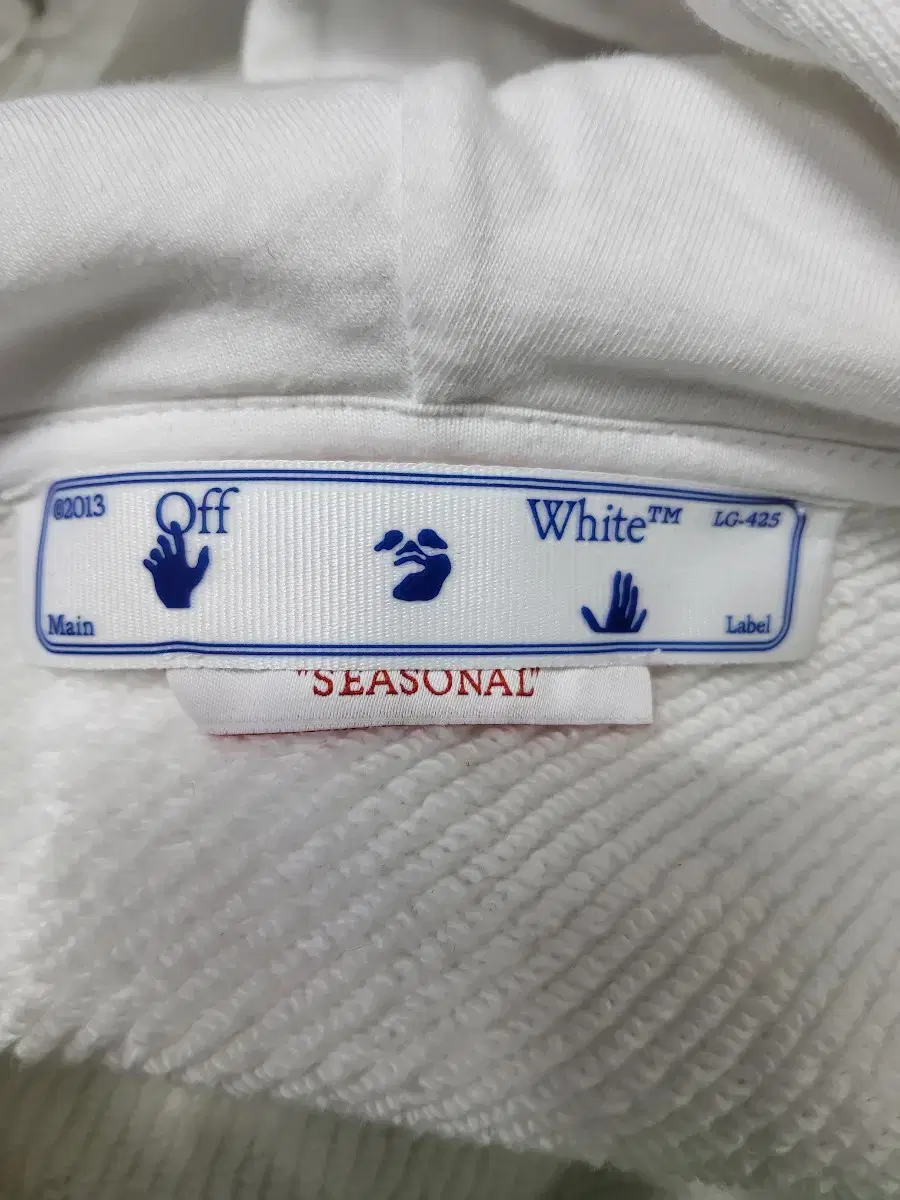 ©2013
Off
White™
LG-425
Main
Label
"SEASONAL"